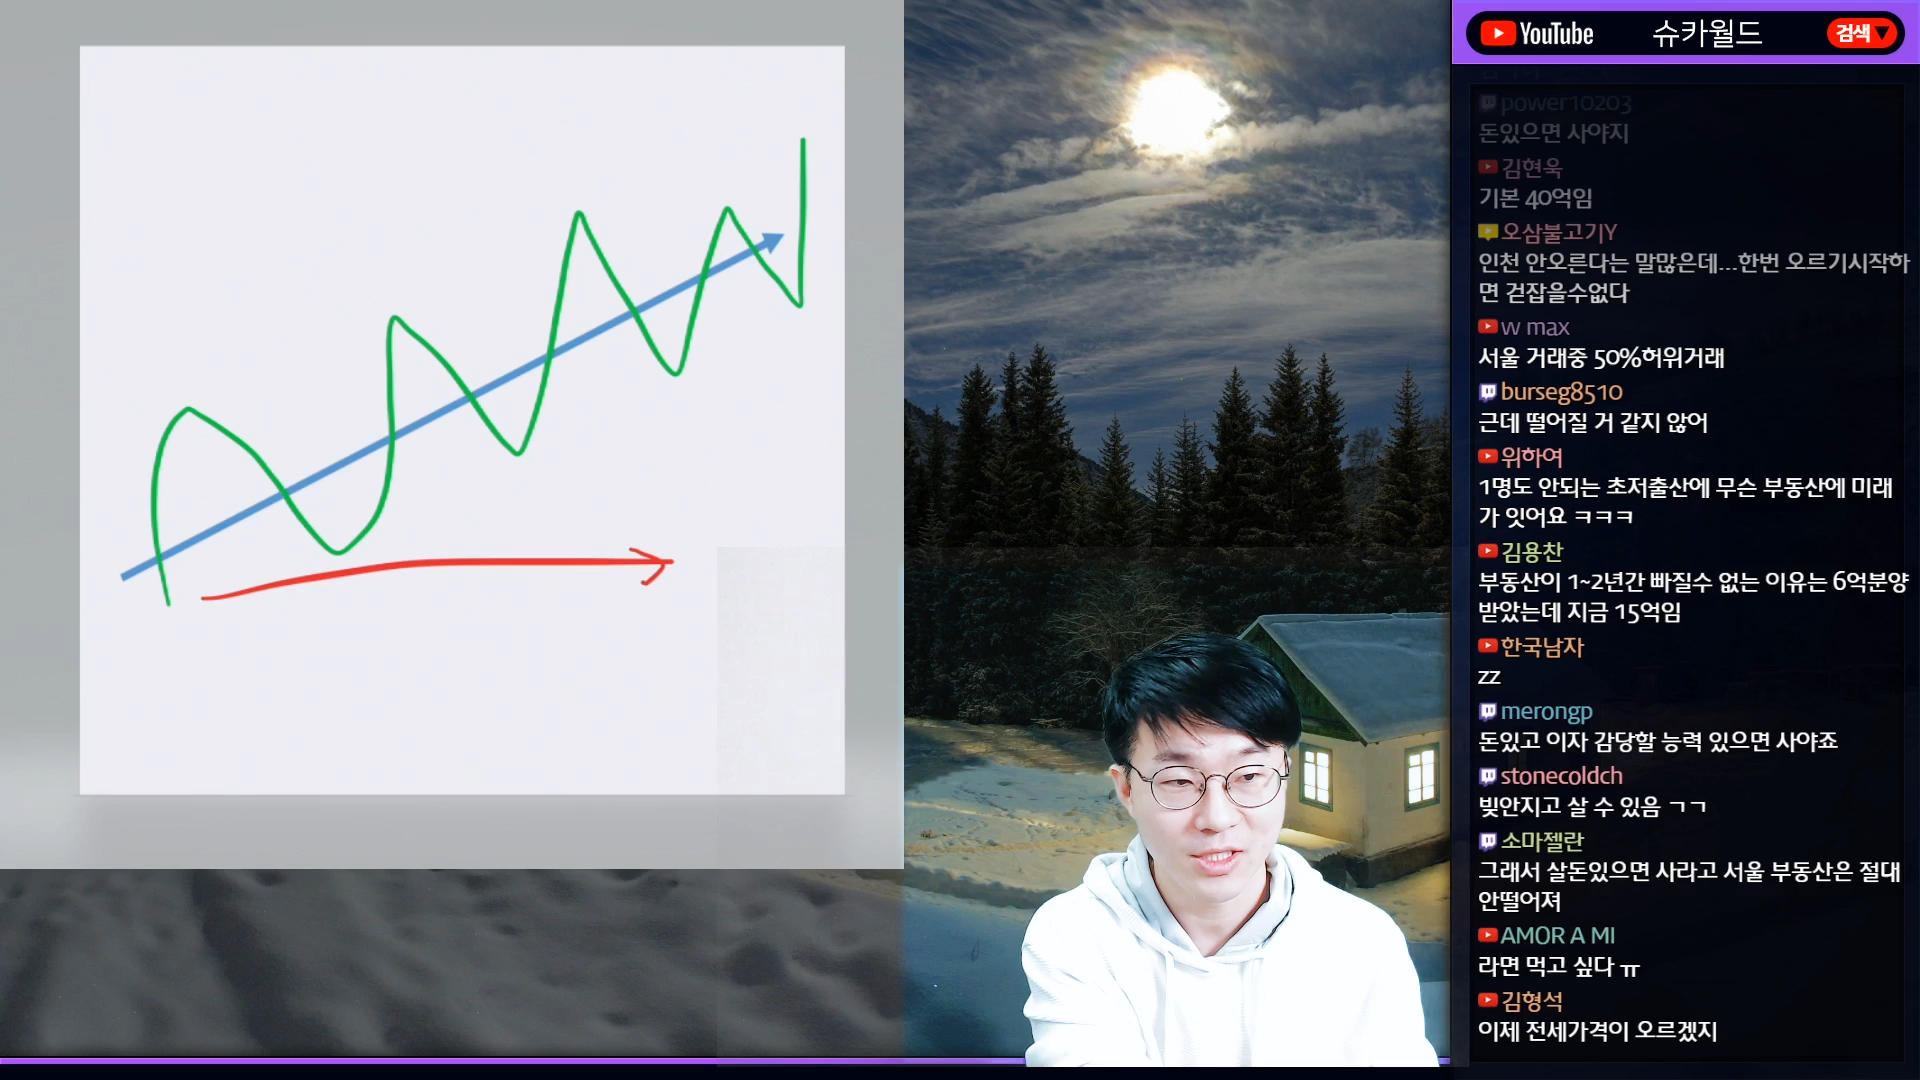 YouTube 슈카월드 검색▼
power10203
돈있으면 사야지
김현욱
기본 40억임
오삼불고기Y
인천 안오른다는 말많은데...한번 오르기시작하
면 걷잡을수없다
w max
서울 거래중 50%허위거래
burseg8510
근데 떨어질 거 같지 않어
위하여
1명도 안되는 초저출산에 무슨 부동산에 미래
가 잇어요 ㅋㅋㅋ
김용찬
부동산이 1~2년간 빠질수 없는 이유는 6억분양
받았는데 지금 15억임
한국남자
zz
merongp
돈있고 이자 감당할 능력 있으면 사야죠
stonecoldch
빚안지고 살 수 있음 ㄱㄱ
소마젤란
그래서 살돈있으면 사라고 서울 부동산은 절대
안떨어져
AMOR A MI
라면 먹고 싶다 ㅠ
김형석
이제 전세가격이 오르겠지